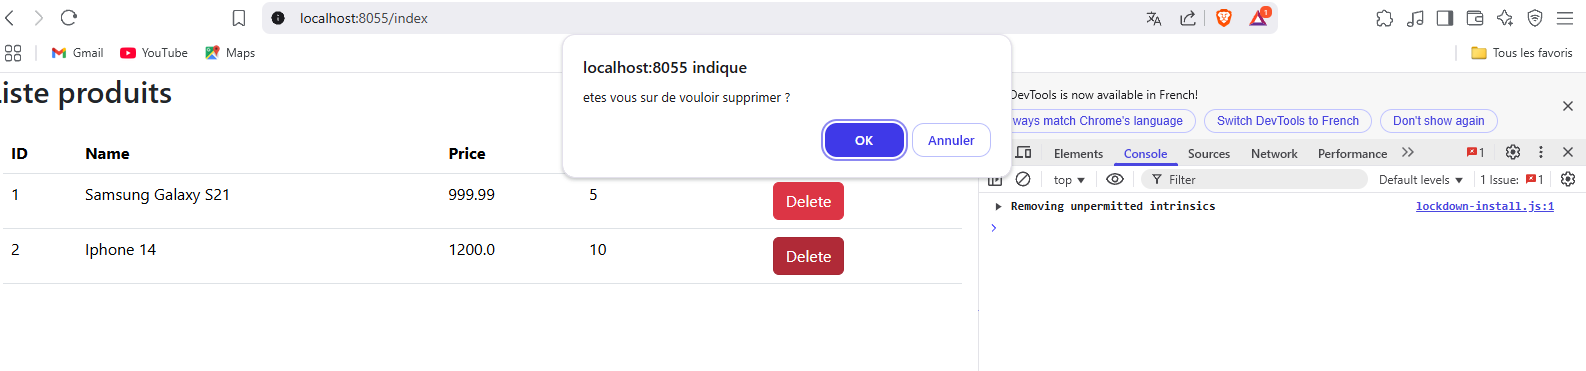 localhost:8055/index
1
Gmail
YouTube
Maps
Tous les favoris
localhost:8055 indique
etes vous sur de vouloir supprimer ?
OK
Annuler
iste produits
ID Name Price
1 Samsung Galaxy S21 999.99 5 Delete
2 Iphone 14 1200.0 10 Delete
DevTools is now available in French!
ways match Chrome's language
Switch DevTools to French
Don't show again
Elements Console Sources Network Performance 1
top Filter Default levels 1 Issue: 1
Removing unpermitted intrinsics lockdown-install.js:1